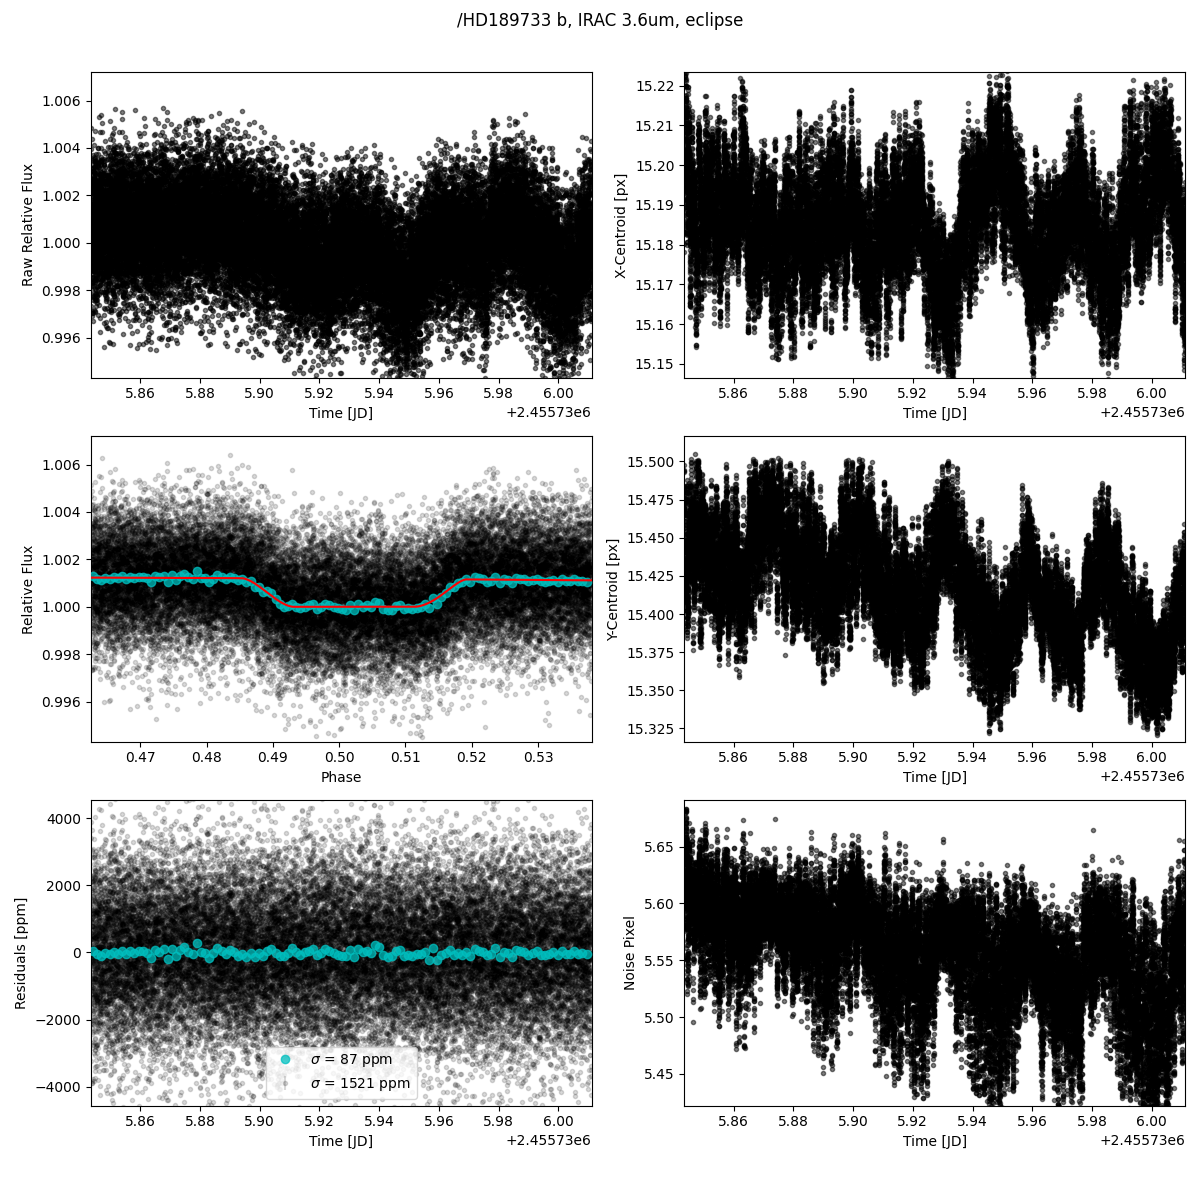 /HD189733 b, IRAC 3.6um, eclipse
1.006
1.004
1.002
1.000
0.998
0.996
Raw Relative Flux
5.86 5.88 5.90 5.92 5.94 5.96 5.98 6.00
Time [JD]
+2.45573e6
15.22
15.21
15.20
15.19
15.18
15.17
15.16
15.15
X-Centroid [px]
5.86 5.88 5.90 5.92 5.94 5.96 5.98 6.00
Time [JD]
+2.45573e6
1.006
1.004
1.002
1.000
0.998
0.996
Relative Flux
0.47 0.48 0.49 0.50 0.51 0.52 0.53
Phase
15.500
15.475
15.450
15.425
15.400
15.375
15.350
15.325
Y-Centroid [px]
5.86 5.88 5.90 5.92 5.94 5.96 5.98 6.00
Time [JD]
+2.45573e6
4000
2000
0
−2000
−4000
Residuals [ppm]
σ = 87 ppm
σ = 1521 ppm
5.86 5.88 5.90 5.92 5.94 5.96 5.98 6.00
Time [JD]
+2.45573e6
5.65
5.60
5.55
5.50
5.45
Noise Pixel
5.86 5.88 5.90 5.92 5.94 5.96 5.98 6.00
Time [JD]
+2.45573e6